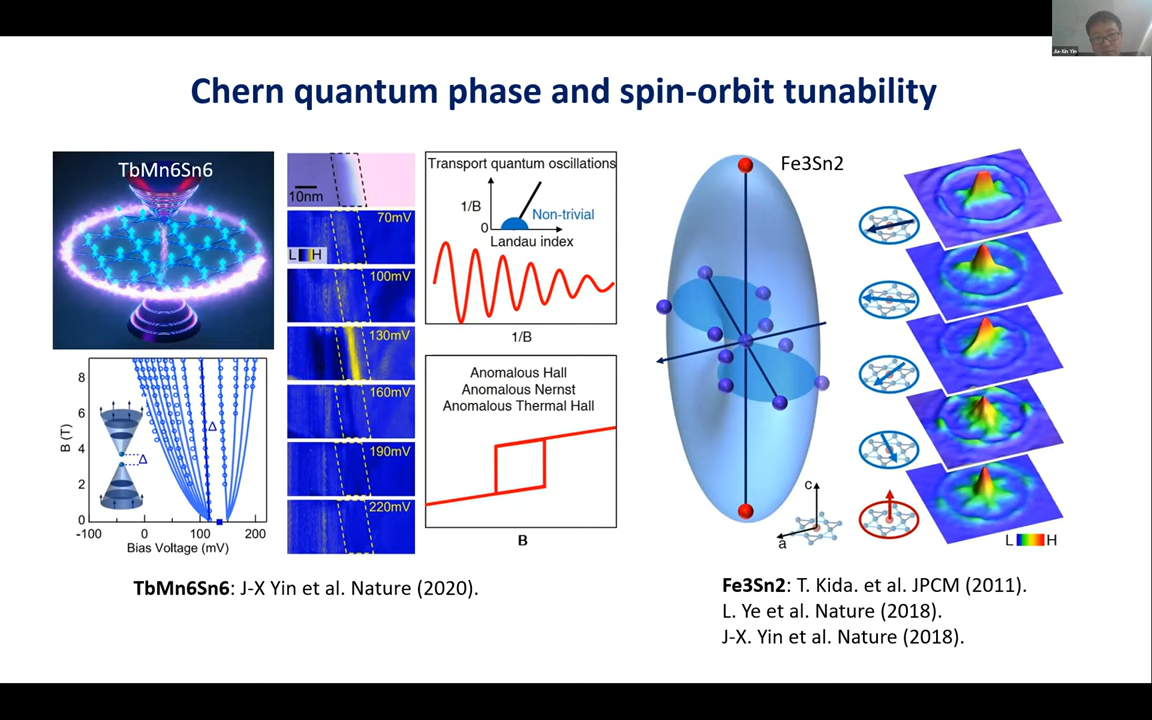 Jia-Xin Yin
Chern quantum phase and spin-orbit tunability
TbMn6Sn6
10nm
70mV
L H
100mV
130mV
160mV
190mV
220mV
Transport quantum oscillations
1/B
0
Non-trivial
Landau index
1/B
Anomalous Hall
Anomalous Nernst
Anomalous Thermal Hall
B
B (T)
8
6
4
2
0
Δ
Δ
-100 0 100 200
Bias Voltage (mV)
Fe3Sn2
c
a
L H
TbMn6Sn6: J-X Yin et al. Nature (2020).
Fe3Sn2: T. Kida. et al. JPCM (2011).
L. Ye et al. Nature (2018).
J-X. Yin et al. Nature (2018).